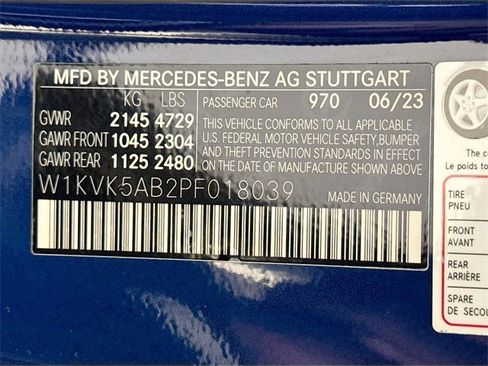 MFD BY MERCEDES-BENZ AG STUTTGART
KG LBS PASSENGER CAR 970 06/23
GVWR 2145 4729
GAWR FRONT 1045 2304
GAWR REAR 1125 2480
THIS VEHICLE CONFORMS TO ALL APPLICABLE
U.S. FEDERAL MOTOR VEHICLE SAFETY,BUMPER
AND THEFT PREVENTION STANDARDS IN EFFECT
ON THE DATE OF MANUFACTURE SHOWN ABOVE.
W1KVK5AB2PF018039
MADE IN GERMANY
Le poids to
TIRE
PNEU
FRONT
AVANT
REAR
ARRIÈRE
SPARE
DE SECOU